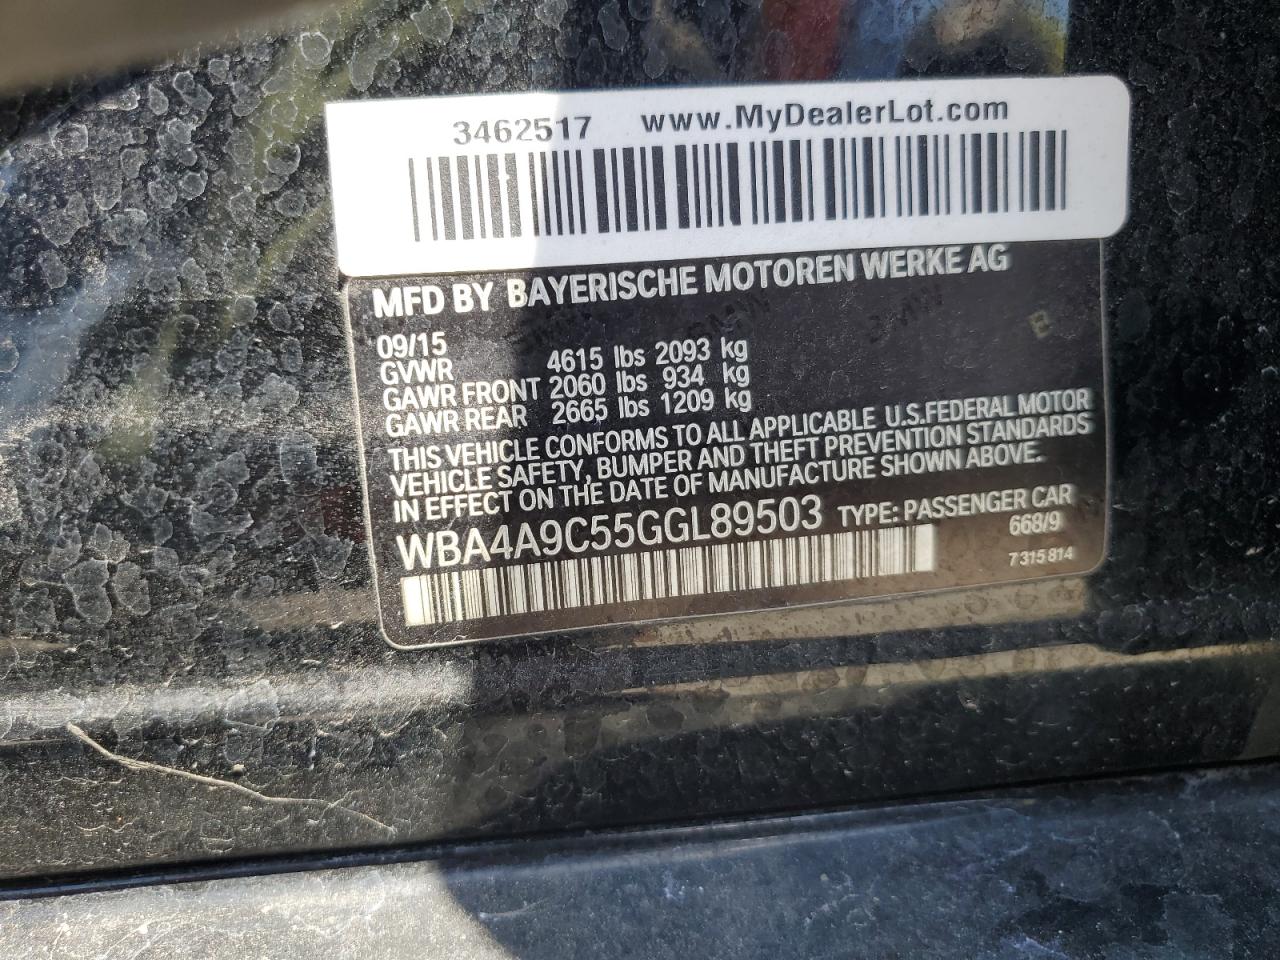 3462517 www.MyDealerLot.com
MFD BY BAYERISCHE MOTOREN WERKE AG
09/15
GVWR 4615 lbs 2093 kg
GAWR FRONT 2060 lbs 934 kg
GAWR REAR 2665 lbs 1209 kg
THIS VEHICLE CONFORMS TO ALL APPLICABLE U.S.FEDERAL MOTOR
VEHICLE SAFETY, BUMPER AND THEFT PREVENTION STANDARDS
IN EFFECT ON THE DATE OF MANUFACTURE SHOWN ABOVE.
WBA4A9C55GGL89503 TYPE: PASSENGER CAR
668/9
7 315 814